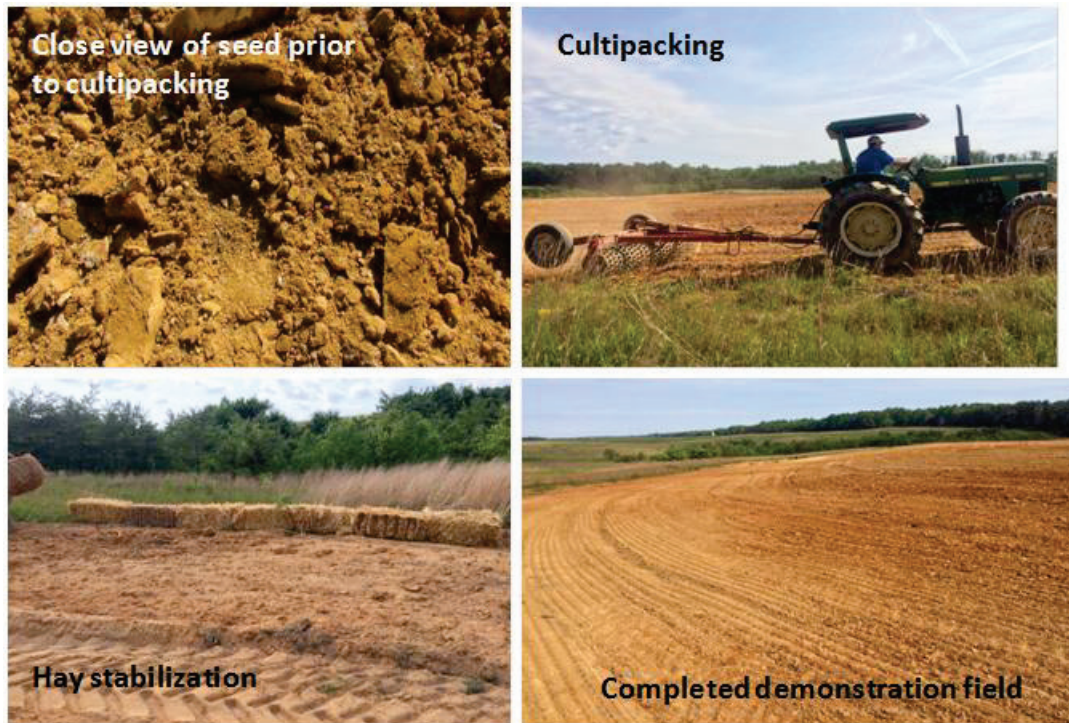 Close view of seed prior
to cultipacking
Cultipacking
Hay stabilization
Completed demonstration field